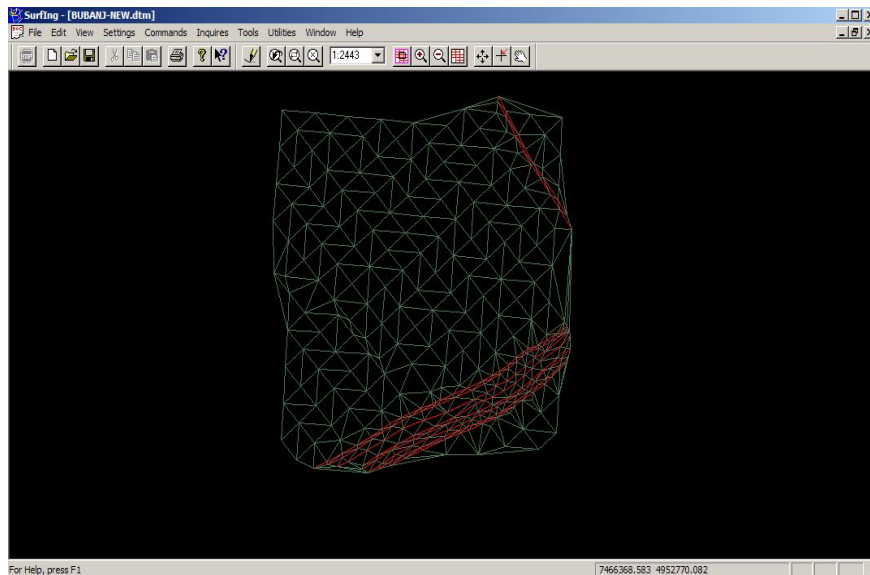 SurfIng - [BUBANJ-NEW.dtm]
File Edit View Settings Commands Inquires Tools Utilities Window Help
1:2443
For Help, press F1 7466368.583 4952770.082